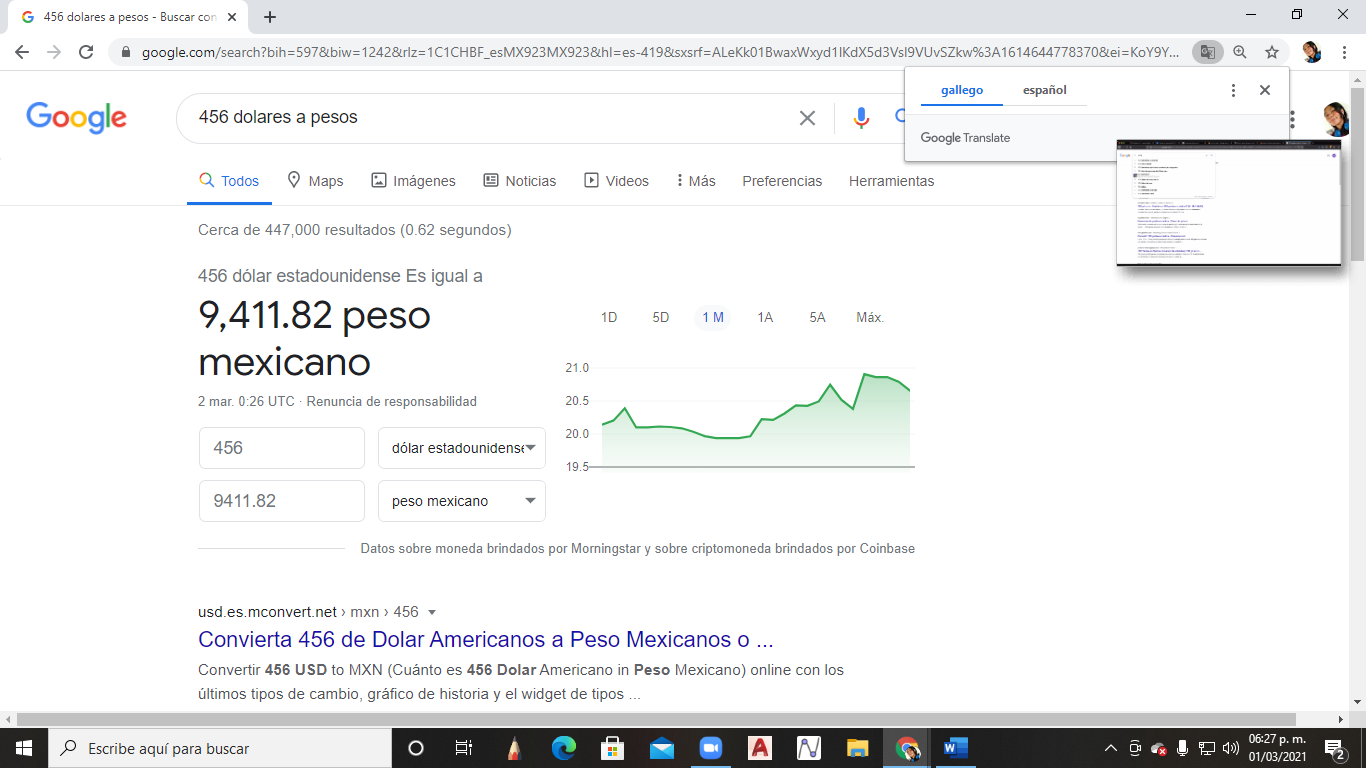 456 dolares a pesos - Buscar con
google.com/search?bih=597&biw=1242&rlz=1C1CHBF_esMX923MX923&hl=es-419&sxsrf=ALeKk01BwaxWxyd1lKdX5d3Vsl9VUvSZkw%3A1614644778370&ei=KoY9Y...
gallego español
Google Translate
Google
456 dolares a pesos
Todos Maps Imágenes Noticias Videos Más Preferencias Herramientas
Cerca de 447,000 resultados (0.62 segundos)
456 dólar estadounidense Es igual a
9,411.82 peso
mexicano
2 mar. 0:26 UTC · Renuncia de responsabilidad
456 dólar estadounidense
9411.82 peso mexicano
1D 5D 1 M 1A 5A Máx.
21.0
20.5
20.0
19.5
Datos sobre moneda brindados por Morningstar y sobre criptomoneda brindados por Coinbase
usd.es.mconvert.net › mxn › 456
Convierta 456 de Dolar Americanos a Peso Mexicanos o ...
Convertir 456 USD to MXN (Cuánto es 456 Dolar Americano in Peso Mexicano) online con los
últimos tipos de cambio, gráfico de historia y el widget de tipos ...
Escribe aquí para buscar
06:27 p. m.
01/03/2021
2